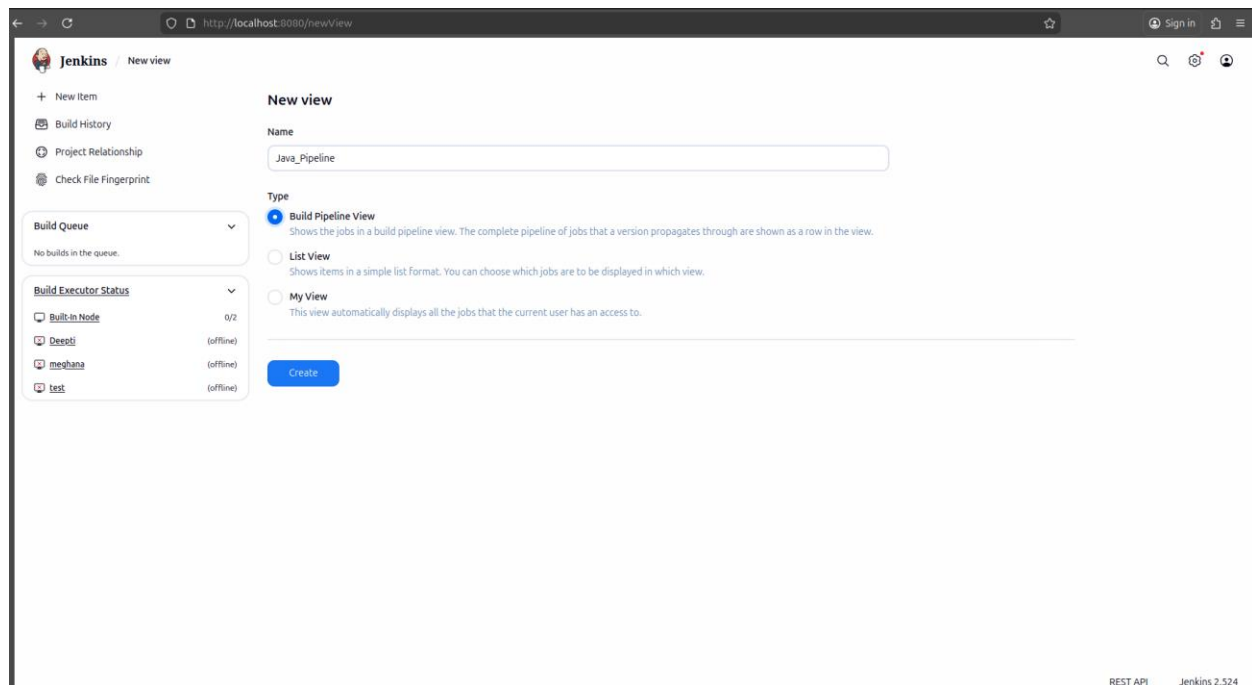 http://localhost:8080/newView
Sign in
Jenkins / New view
New Item
Build History
Project Relationship
Check File Fingerprint
Build Queue
No builds in the queue.
Build Executor Status
Built-In Node 0/2
Deepti (offline)
meghana (offline)
test (offline)
New view
Name
Java_Pipeline
Type
Build Pipeline View
Shows the jobs in a build pipeline view. The complete pipeline of jobs that a version propagates through are shown as a row in the view.
List View
Shows items in a simple list format. You can choose which jobs are to be displayed in which view.
My View
This view automatically displays all the jobs that the current user has an access to.
Create
REST API Jenkins 2.524